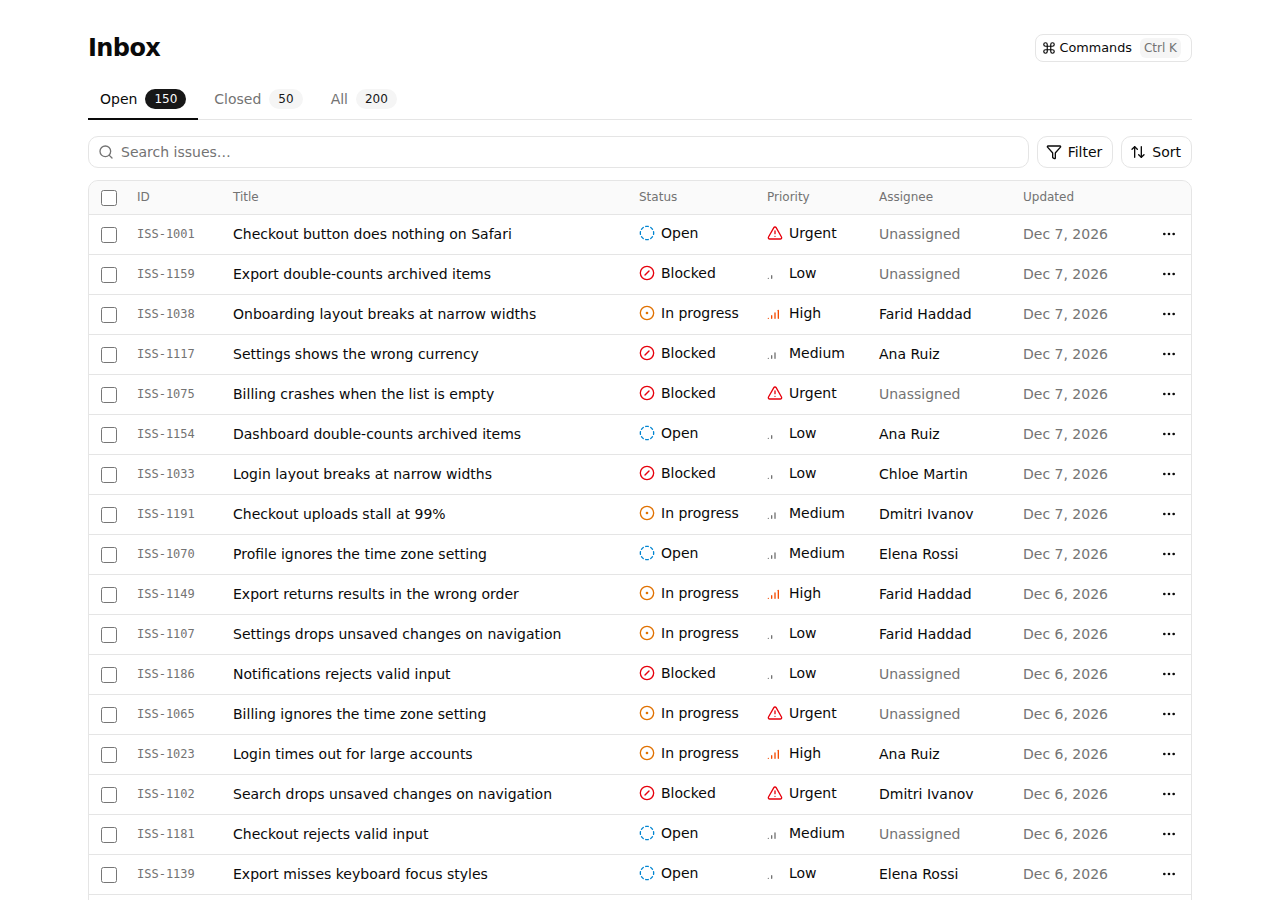 Inbox
Commands Ctrl K
Open 150 Closed 50 All 200
Search issues...
Filter
Sort
ID Title Status Priority Assignee Updated
ISS-1001 Checkout button does nothing on Safari Open Urgent Unassigned Dec 7, 2026
ISS-1159 Export double-counts archived items Blocked Low Unassigned Dec 7, 2026
ISS-1038 Onboarding layout breaks at narrow widths In progress High Farid Haddad Dec 7, 2026
ISS-1117 Settings shows the wrong currency Blocked Medium Ana Ruiz Dec 7, 2026
ISS-1075 Billing crashes when the list is empty Blocked Urgent Unassigned Dec 7, 2026
ISS-1154 Dashboard double-counts archived items Open Low Ana Ruiz Dec 7, 2026
ISS-1033 Login layout breaks at narrow widths Blocked Low Chloe Martin Dec 7, 2026
ISS-1191 Checkout uploads stall at 99% In progress Medium Dmitri Ivanov Dec 7, 2026
ISS-1070 Profile ignores the time zone setting Open Medium Elena Rossi Dec 7, 2026
ISS-1149 Export returns results in the wrong order In progress High Farid Haddad Dec 6, 2026
ISS-1107 Settings drops unsaved changes on navigation In progress Low Farid Haddad Dec 6, 2026
ISS-1186 Notifications rejects valid input Blocked Low Unassigned Dec 6, 2026
ISS-1065 Billing ignores the time zone setting In progress Urgent Unassigned Dec 6, 2026
ISS-1023 Login times out for large accounts In progress High Ana Ruiz Dec 6, 2026
ISS-1102 Search drops unsaved changes on navigation Blocked Urgent Dmitri Ivanov Dec 6, 2026
ISS-1181 Checkout rejects valid input Open Medium Unassigned Dec 6, 2026
ISS-1139 Export misses keyboard focus styles Open Low Elena Rossi Dec 6, 2026